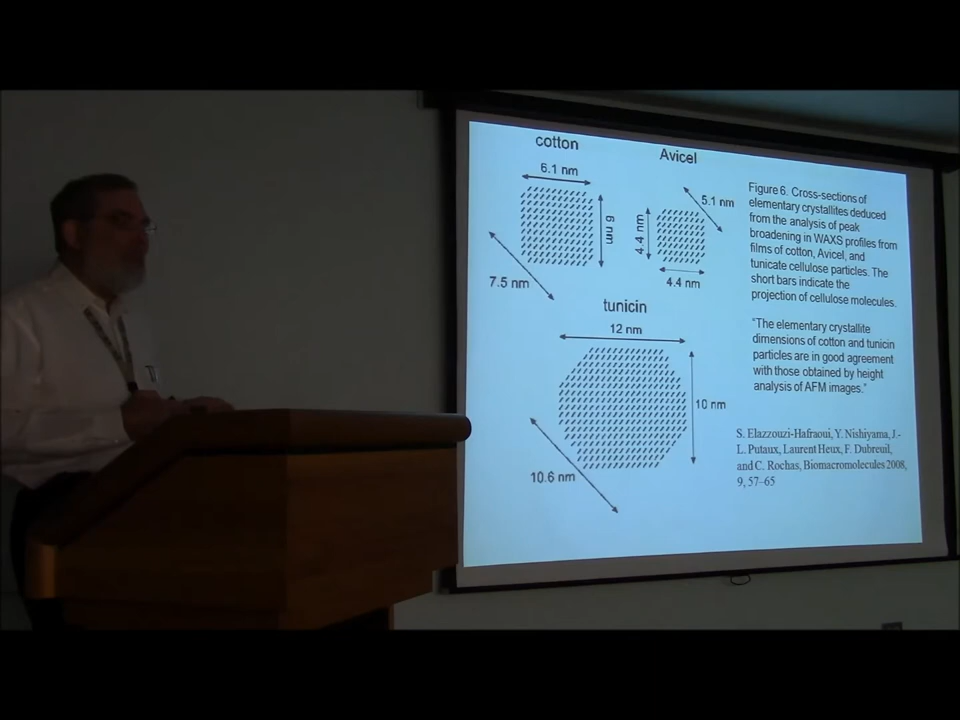 cotton
6.1 nm
6 nm
7.5 nm
Avicel
5.1 nm
4.4 nm
4.4 nm
tunicin
12 nm
10 nm
10.6 nm
Figure 6. Cross-sections of
elementary crystallites deduced
from the analysis of peak
broadening in WAXS profiles from
films of cotton, Avicel, and
tunicate cellulose particles. The
short bars indicate the
projection of cellulose molecules.
“The elementary crystallite
dimensions of cotton and tunicin
particles are in good agreement
with those obtained by height
analysis of AFM images.”
S. Elazzouzi-Hafraoui, Y. Nishiyama, J.-
L. Putaux, Laurent Heux, F. Dubreuil,
and C. Rochas, Biomacromolecules 2008,
9, 57–65